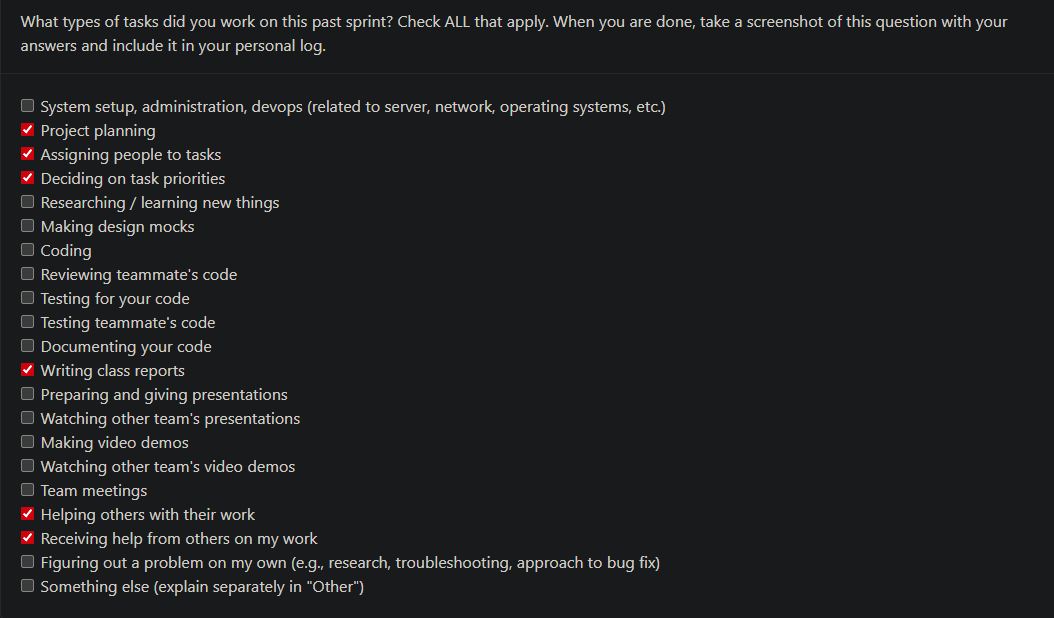 What types of tasks did you work on this past sprint? Check ALL that apply. When you are done, take a screenshot of this question with your
answers and include it in your personal log.
System setup, administration, devops (related to server, network, operating systems, etc.)
Project planning
Assigning people to tasks
Deciding on task priorities
Researching / learning new things
Making design mocks
Coding
Reviewing teammate's code
Testing for your code
Testing teammate's code
Documenting your code
Writing class reports
Preparing and giving presentations
Watching other team's presentations
Making video demos
Watching other team's video demos
Team meetings
Helping others with their work
Receiving help from others on my work
Figuring out a problem on my own (e.g., research, troubleshooting, approach to bug fix)
Something else (explain separately in "Other")